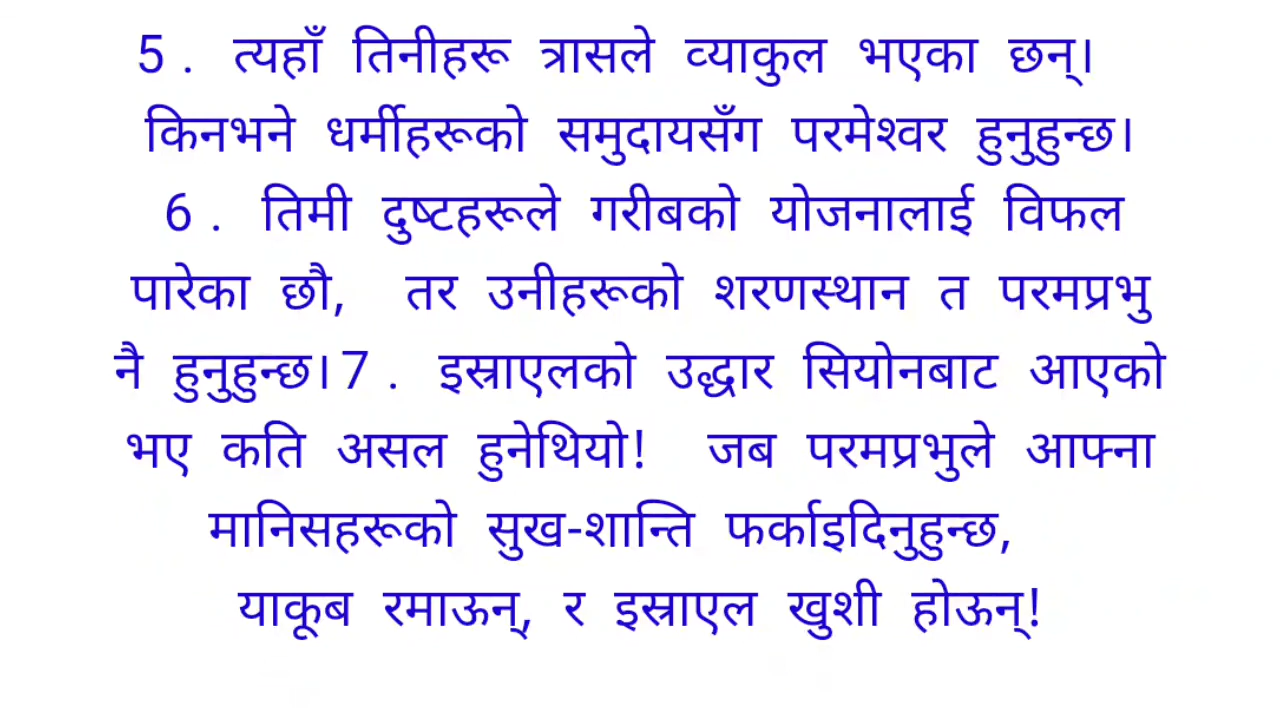 5 . त्यहाँ तिनीहरू त्रासले व्याकुल भएका छन्।
किनभने धर्मीहरूको समुदायसँग परमेश्वर हुनुहुन्छ।
6 . तिमी दुष्टहरूले गरीबको योजनालाई विफल
पारेका छौ, तर उनीहरूको शरणस्थान त परमप्रभु
नै हुनुहुन्छ।7 . इस्राएलको उद्धार सियोनबाट आएको
भए कति असल हुनेथियो! जब परमप्रभुले आफ्ना
मानिसहरूको सुख-शान्ति फर्काइदिनुहुन्छ,
याकूब रमाऊन्, र इस्राएल खुशी होऊन्!